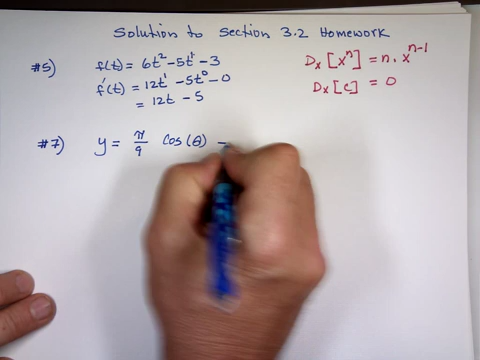 Solution to Section 3.2 Homework
#5) f(t) = 6t² - 5t¹ - 3
Dₓ[xⁿ] = n · xⁿ⁻¹
f'(t) = 12t¹ - 5t⁰ - 0
Dₓ[c] = 0
= 12t - 5
#7) y = π/9 cos(θ) -